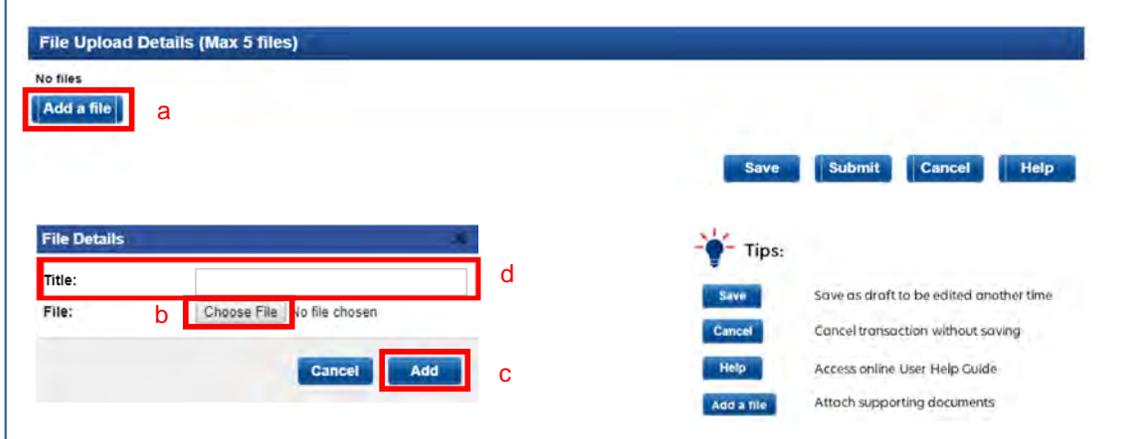 File Upload Details (Max 5 files)
No files
Add a file a
Save Submit Cancel Help
File Details
Title: d
File: b Choose File No file chosen
Cancel Add c
Tips:
Save Save as draft to be edited another time
Cancel Cancel transaction without saving
Help Access online User Help Guide
Add a file Attach supporting documents